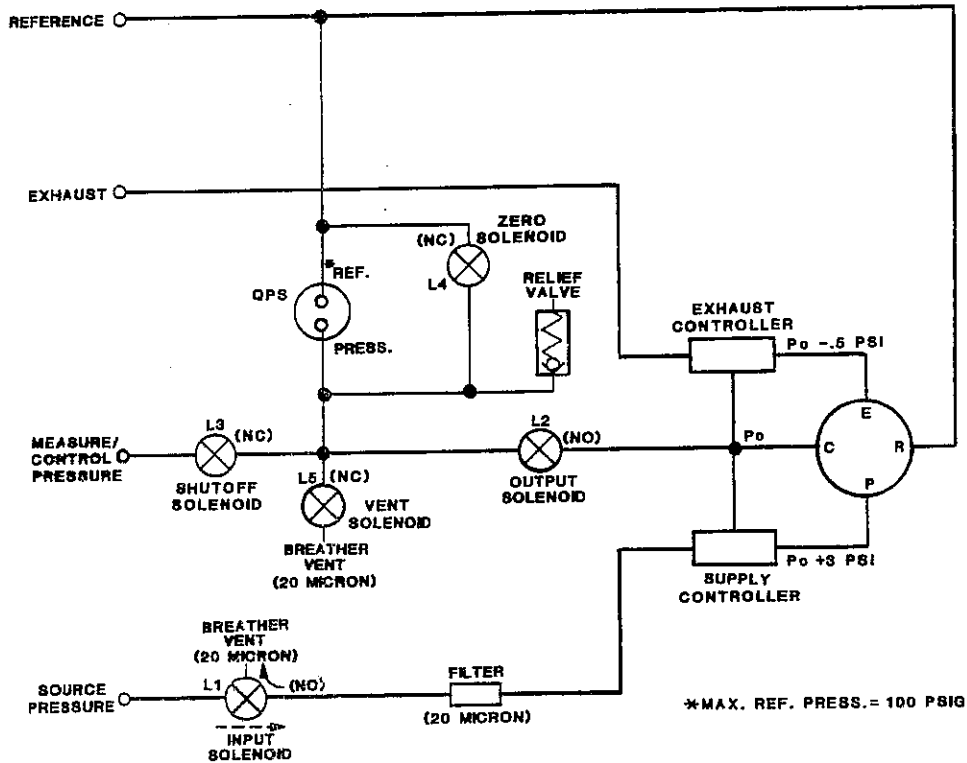 REFERENCE
EXHAUST
(NC)
ZERO
SOLENOID
L4
*REF.
QPS
PRESS.
RELIEF
VALVE
EXHAUST
CONTROLLER
Po -.5 PSI
E
C
R
P
Po
L3
(NC)
MEASURE/
CONTROL
PRESSURE
SHUTOFF
SOLENOID
L2
(NO)
OUTPUT
SOLENOID
L5
(NC)
VENT
SOLENOID
BREATHER
VENT
(20 MICRON)
Po +3 PSI
SUPPLY
CONTROLLER
BREATHER
VENT
(20 MICRON)
L1
(NO)
SOURCE
PRESSURE
INPUT
SOLENOID
FILTER
(20 MICRON)
*MAX. REF. PRESS.= 100 PSIG